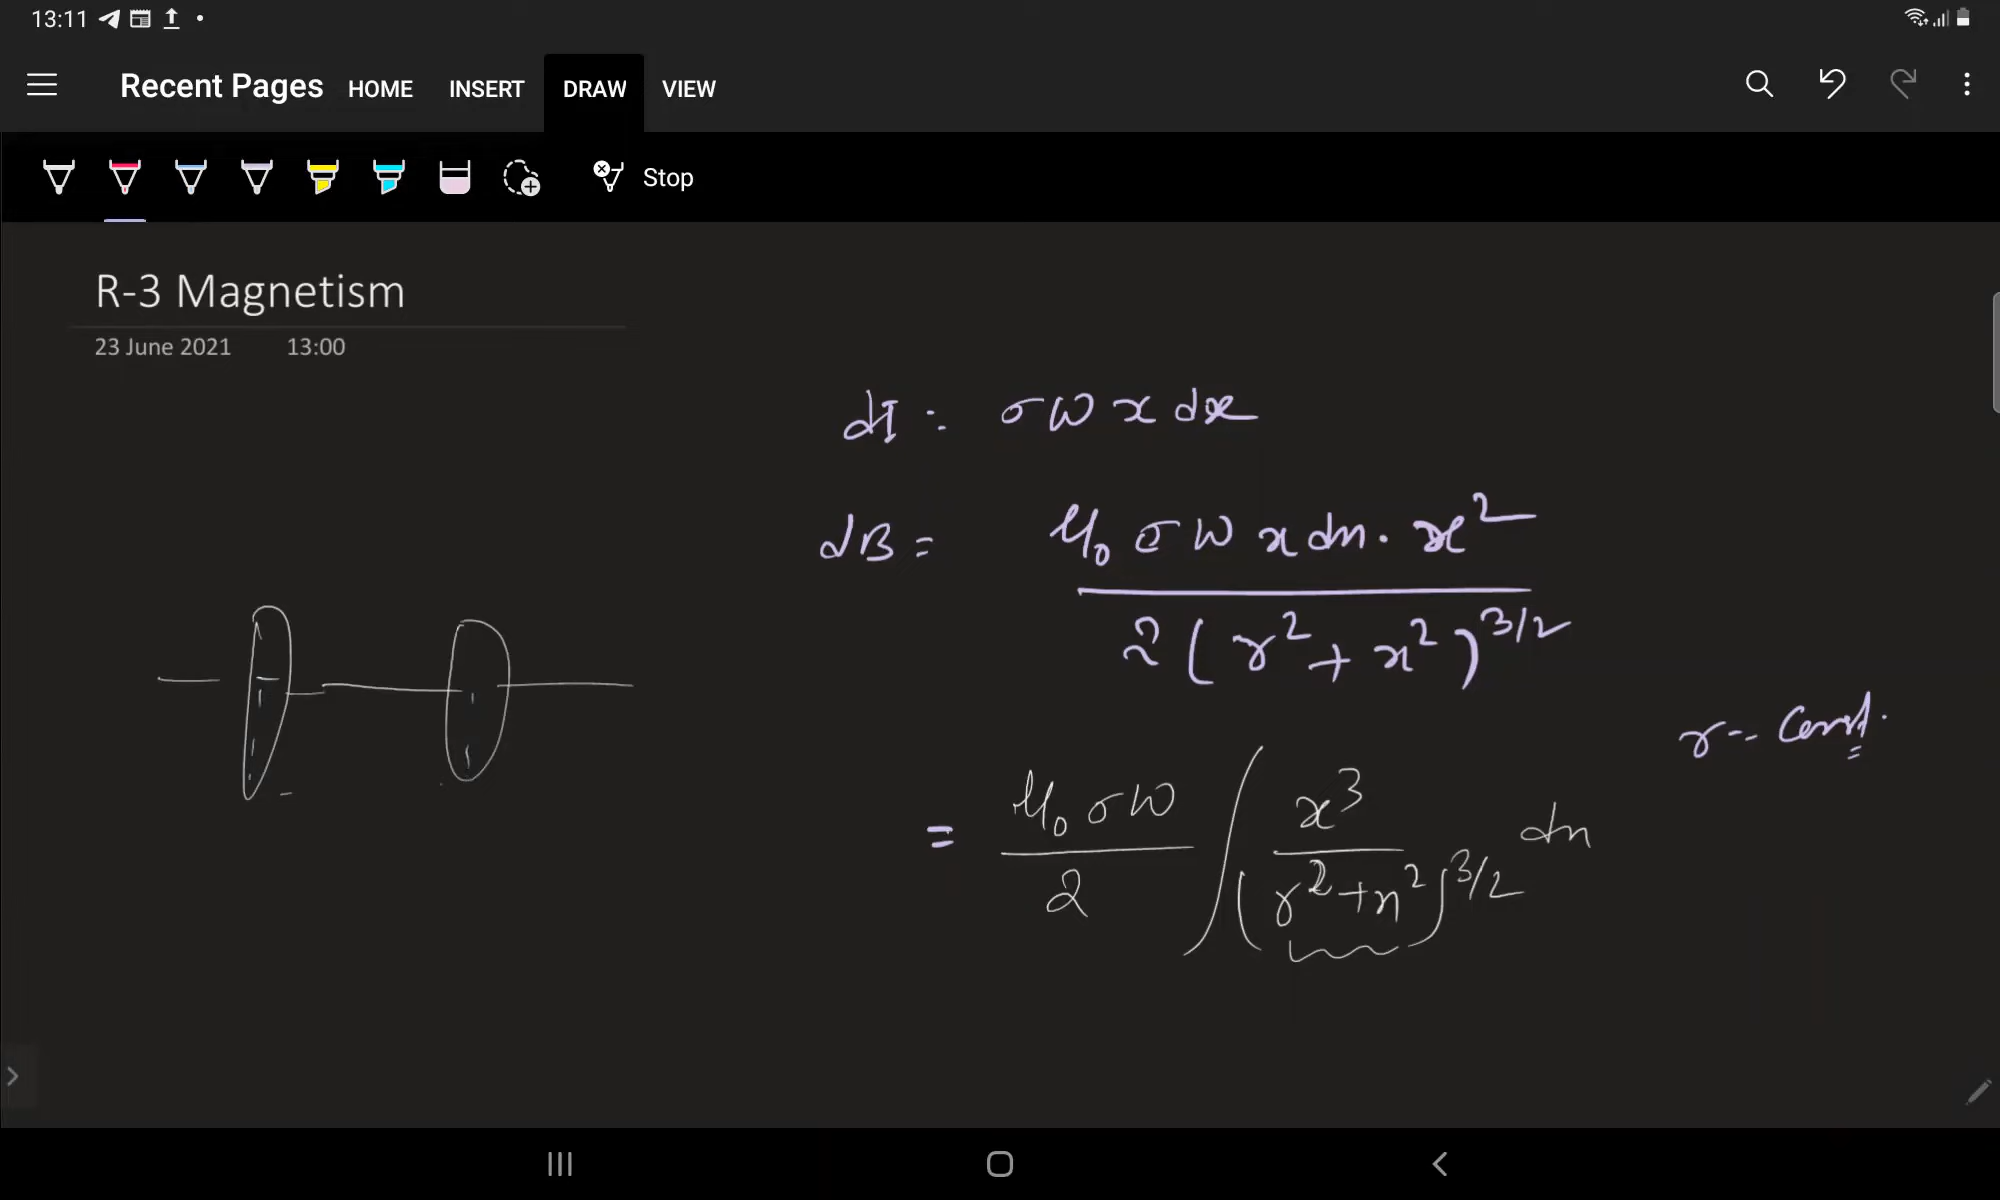 13:11
Recent Pages HOME INSERT DRAW VIEW
Stop
R-3 Magnetism
23 June 2021 13:00
dI = σω x dx
dB = μ₀ σ ω x dx · x² / 2 (r² + x²)^3/2
r -- Const.
= μ₀ σω / 2 ∫ x³ / (r² + x²)^3/2 dx